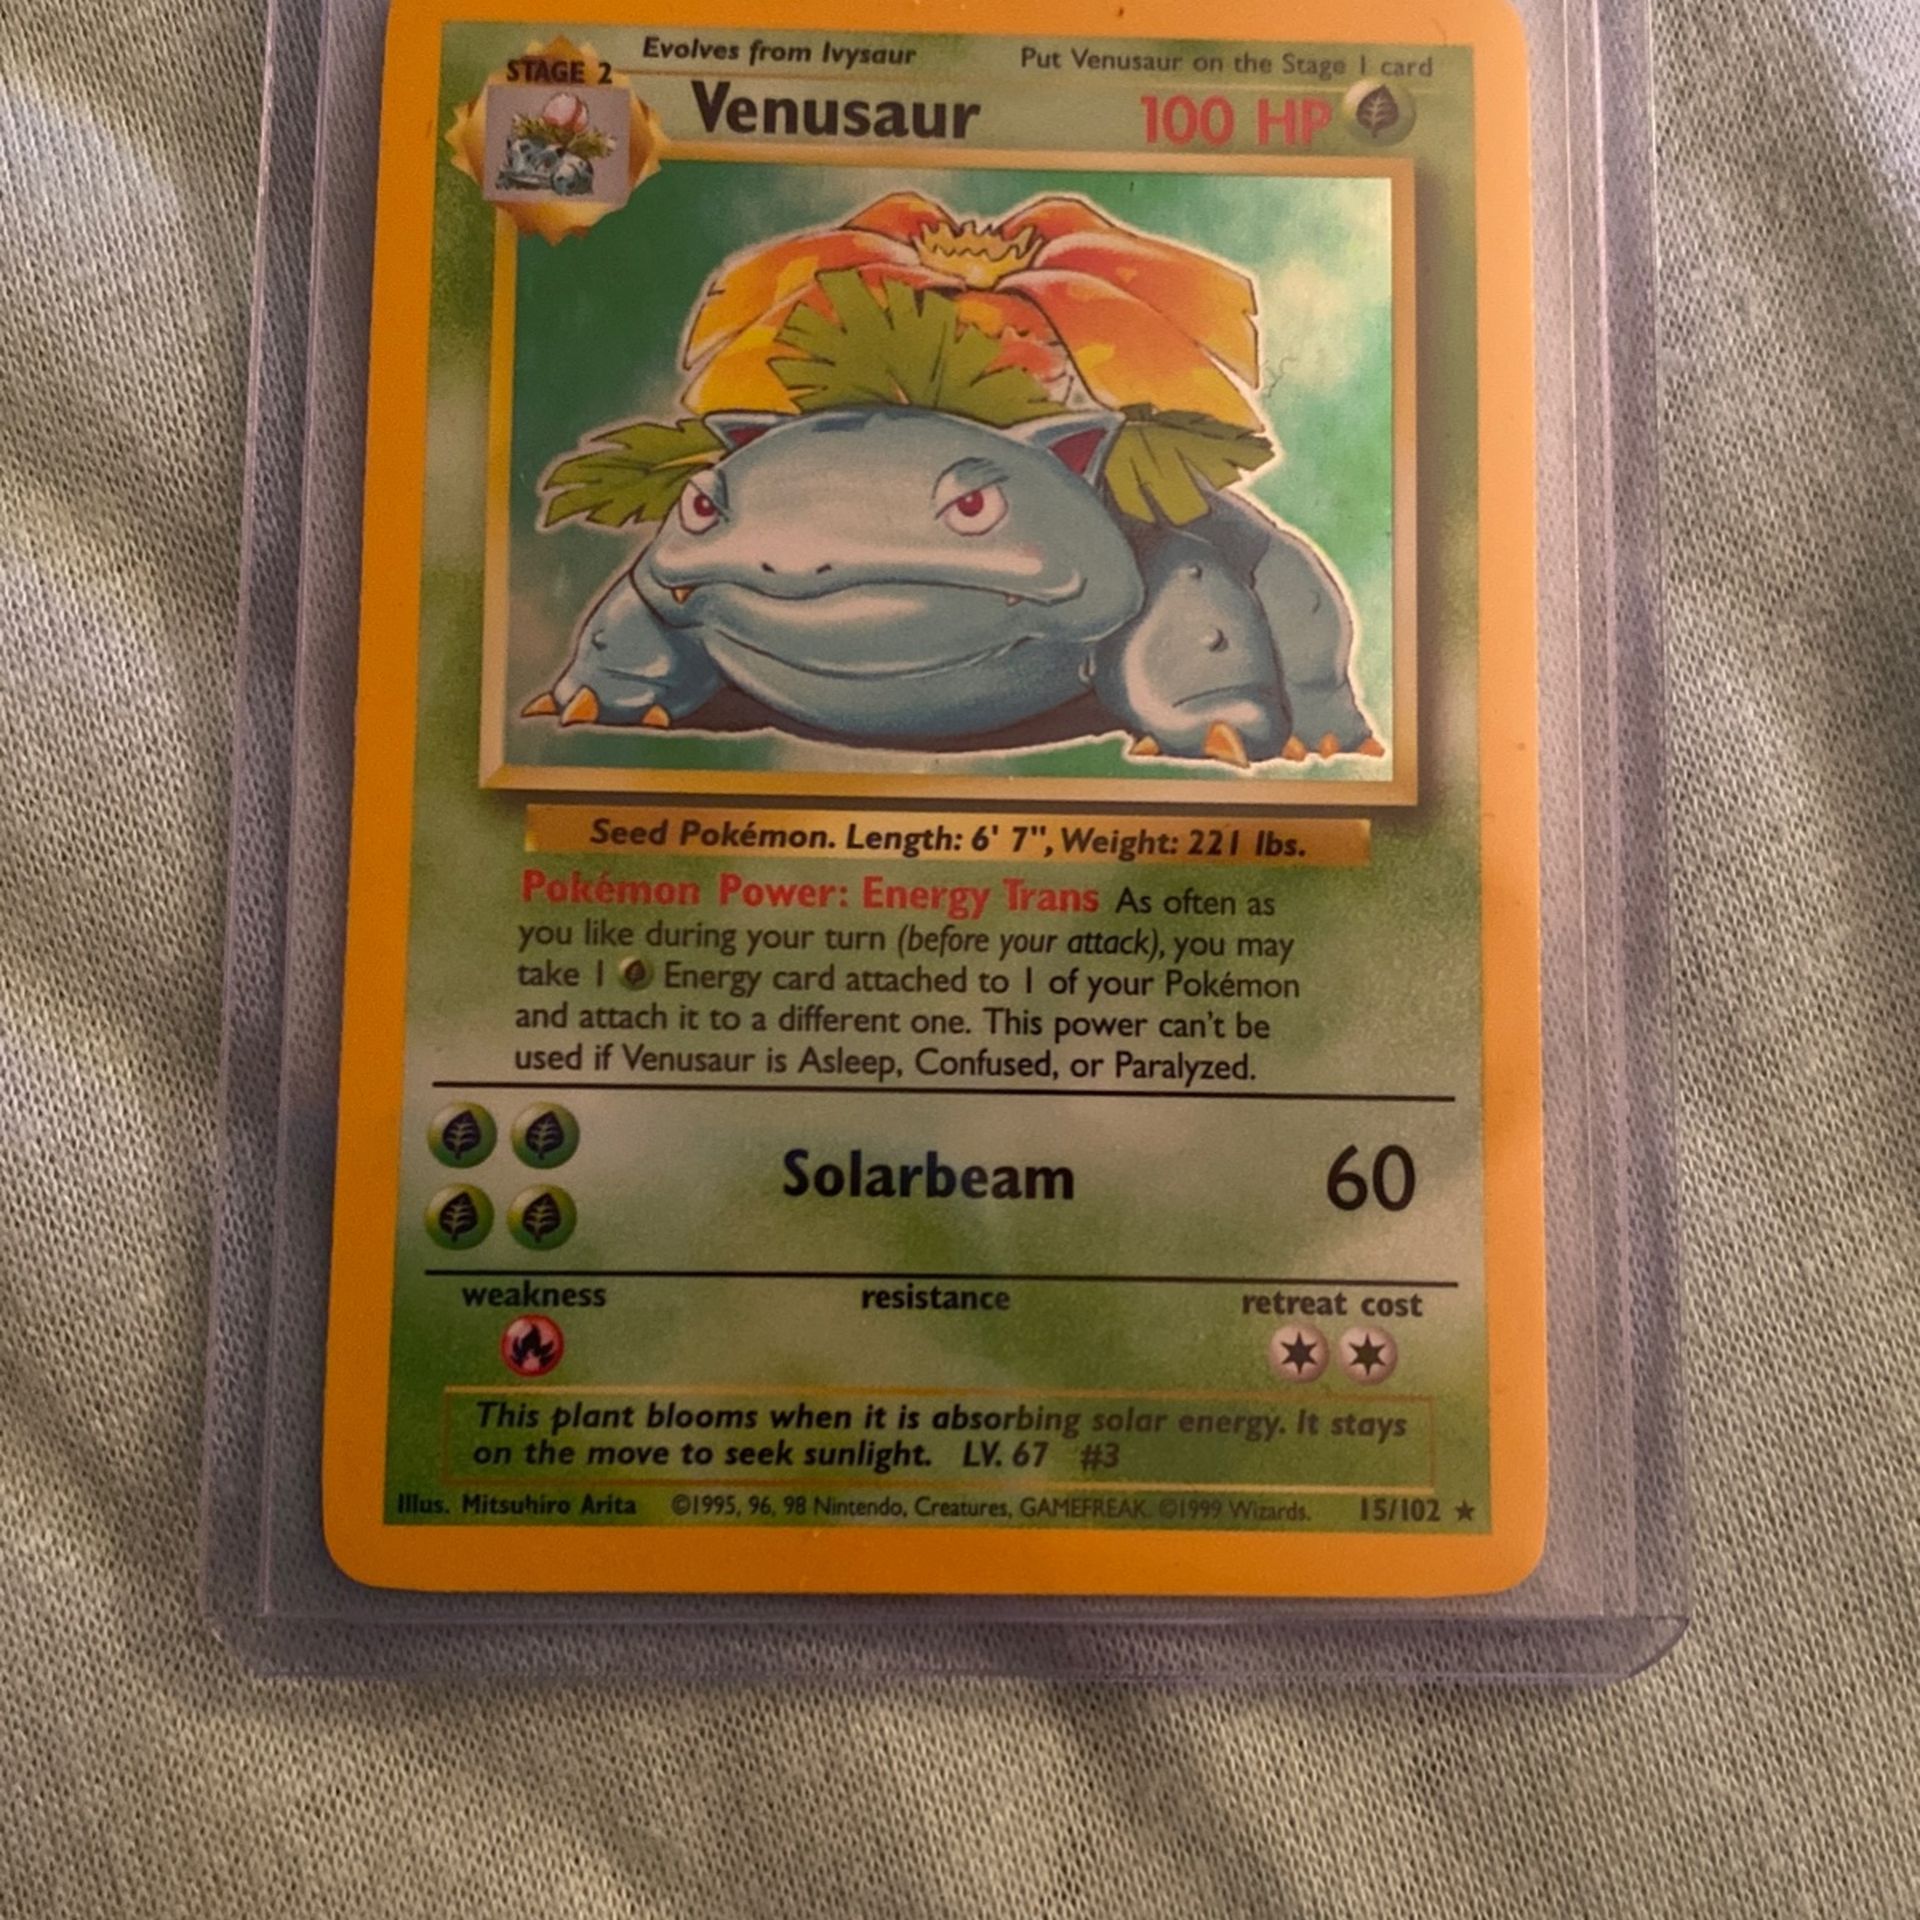 Evolves from Ivysaur Put Venusaur on the Stage 1 card
STAGE 2
Venusaur 100 HP
Seed Pokémon. Length: 6' 7", Weight: 221 lbs.
Pokémon Power: Energy Trans As often as
you like during your turn (before your attack), you may
take 1 Energy card attached to 1 of your Pokémon
and attach it to a different one. This power can't be
used if Venusaur is Asleep, Confused, or Paralyzed.
Solarbeam 60
weakness resistance retreat cost
This plant blooms when it is absorbing solar energy. It stays
on the move to seek sunlight. LV. 67 #3
Illus. Mitsuhiro Arita ©1995, 96, 98 Nintendo, Creatures, GAMEFREAK. ©1999 Wizards. 15/102 ★